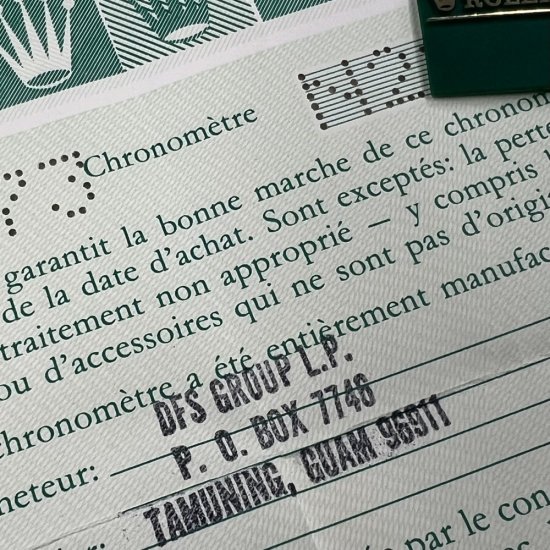 ROLE
Chronomètre
garantit la bonne marche de ce chronom
de la date d'achat. Sont exceptés: la perte
traitement non approprié — y compris
ou d'accessoires qui ne sont pas d'origi
chronomètre a été entièrement manufac
DFS GROUP L.P.
P. O. BOX 7746
heteur:
TAMUNING, GUAM 96911
par le con